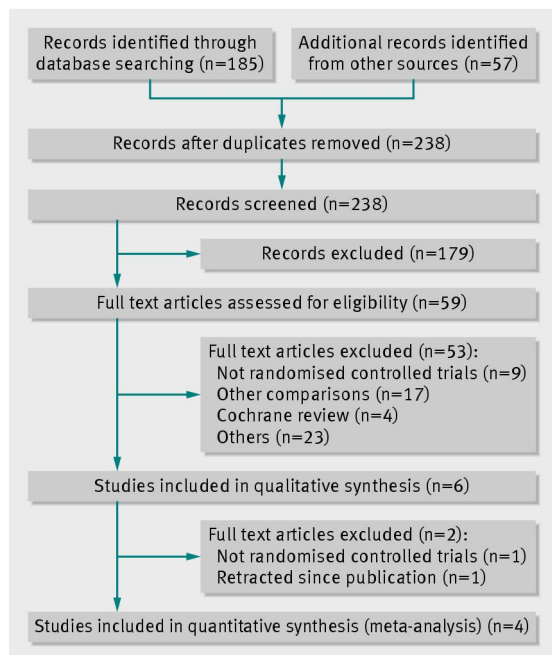 Records identified through
database searching (n=185)
Additional records identified
from other sources (n=57)
Records after duplicates removed (n=238)
Records screened (n=238)
Records excluded (n=179)
Full text articles assessed for eligibility (n=59)
Full text articles excluded (n=53):
Not randomised controlled trials (n=9)
Other comparisons (n=17)
Cochrane review (n=4)
Others (n=23)
Studies included in qualitative synthesis (n=6)
Full text articles excluded (n=2):
Not randomised controlled trials (n=1)
Retracted since publication (n=1)
Studies included in quantitative synthesis (meta-analysis) (n=4)